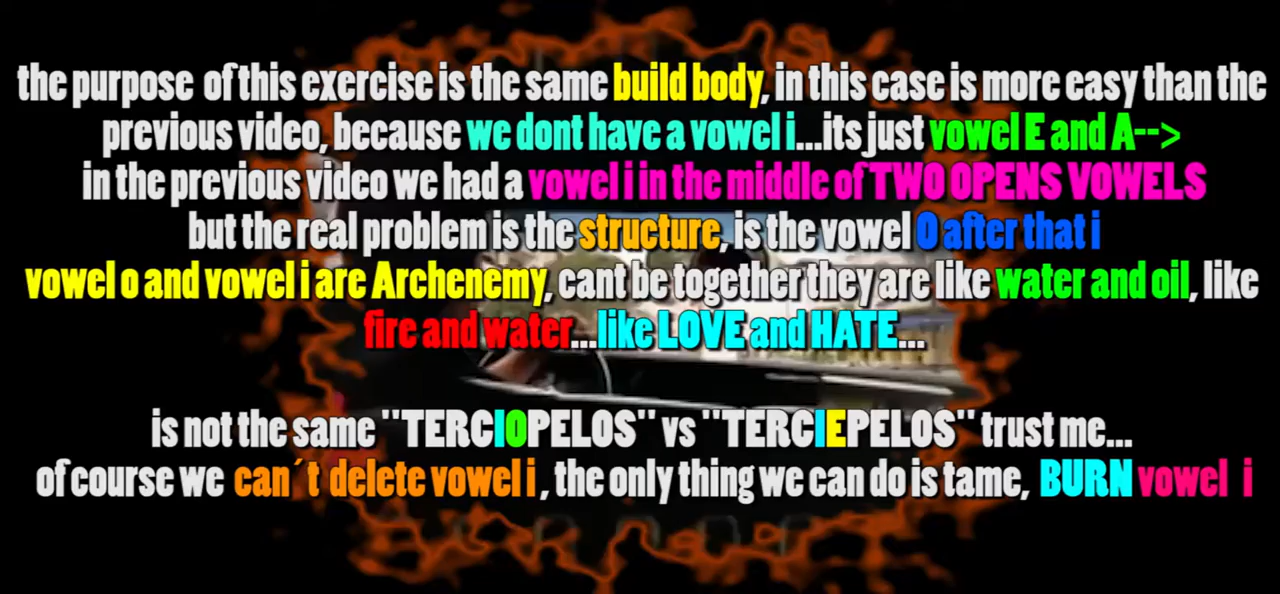 the purpose of this exercise is the same build body, in this case is more easy than the
previous video, because we dont have a vowel i...its just vowel E and A-->
in the previous video we had a vowel i in the middle of TWO OPENS VOWELS
but the real problem is the structure, is the vowel O after that i
vowel o and vowel i are Archenemy, cant be together they are like water and oil, like
fire and water...like LOVE and HATE...
is not the same "TERCIOPELOS" vs "TERCIEPELOS" trust me...
of course we can´t delete vowel i, the only thing we can do is tame, BURN vowel i